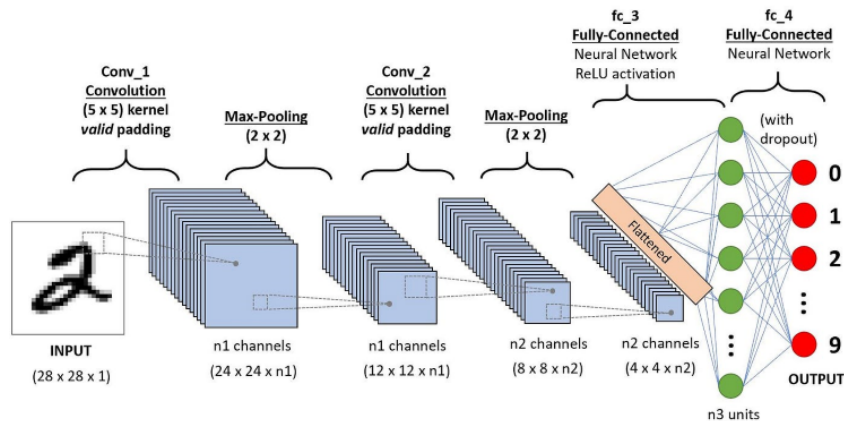 fc_3
Fully-Connected
Neural Network
ReLU activation
fc_4
Fully-Connected
Neural Network
Conv_1
Convolution
(5 x 5) kernel
valid padding
Max-Pooling
(2 x 2)
Conv_2
Convolution
(5 x 5) kernel
valid padding
Max-Pooling
(2 x 2)
(with
dropout)
2
Flattened
0
1
2
9
INPUT
(28 x 28 x 1)
n1 channels
(24 x 24 x n1)
n1 channels
(12 x 12 x n1)
n2 channels
(8 x 8 x n2)
n2 channels
(4 x 4 x n2)
OUTPUT
n3 units